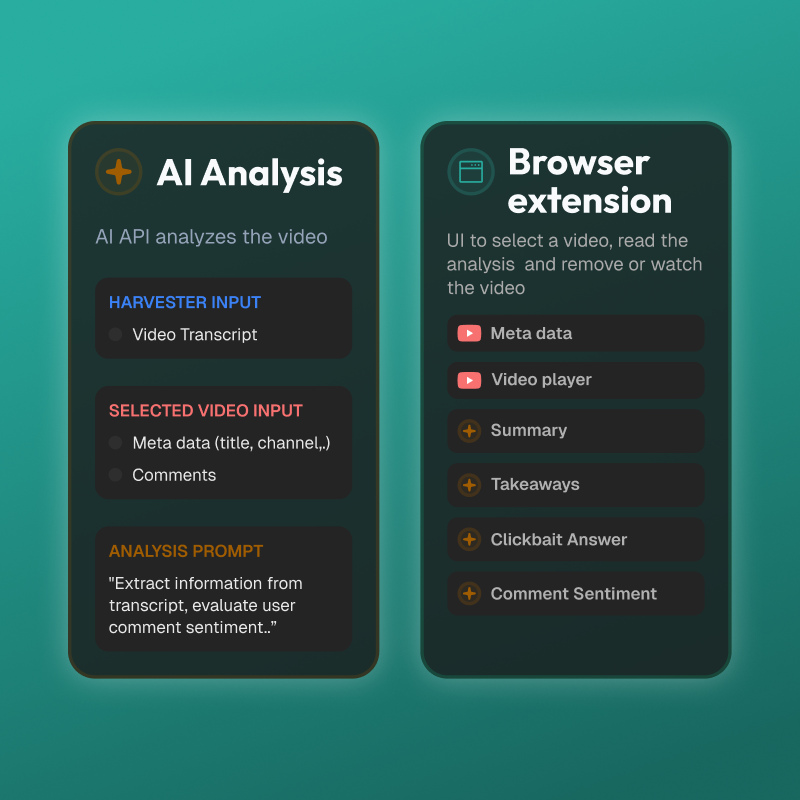 AI Analysis
AI API analyzes the video
HARVESTER INPUT
Video Transcript
SELECTED VIDEO INPUT
Meta data (title, channel,.)
Comments
ANALYSIS PROMPT
"Extract information from
transcript, evaluate user
comment sentiment..”
Browser
extension
UI to select a video, read the
analysis  and remove or watch
the video
Meta data
Video player
Summary
Takeaways
Clickbait Answer
Comment Sentiment